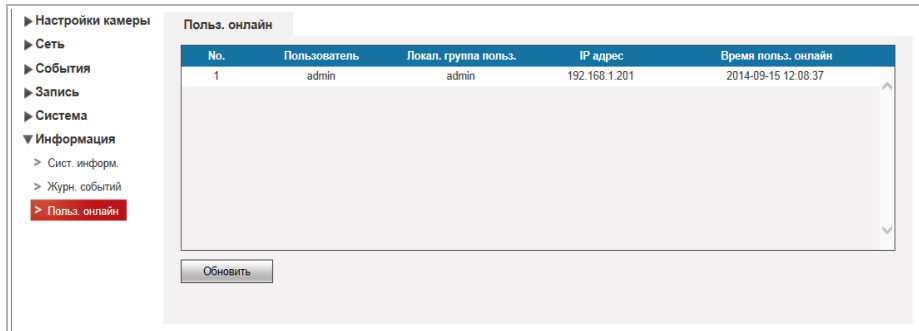 Настройки камеры
Сеть
События
Запись
Система
Информация
> Сист. информ.
> Журн. событий
> Польз. онлайн
Польз. онлайн
No. Пользователь Локал. группа польз. IP адрес Время польз. онлайн
1 admin admin 192.168.1.201 2014-09-15 12:08:37
Обновить